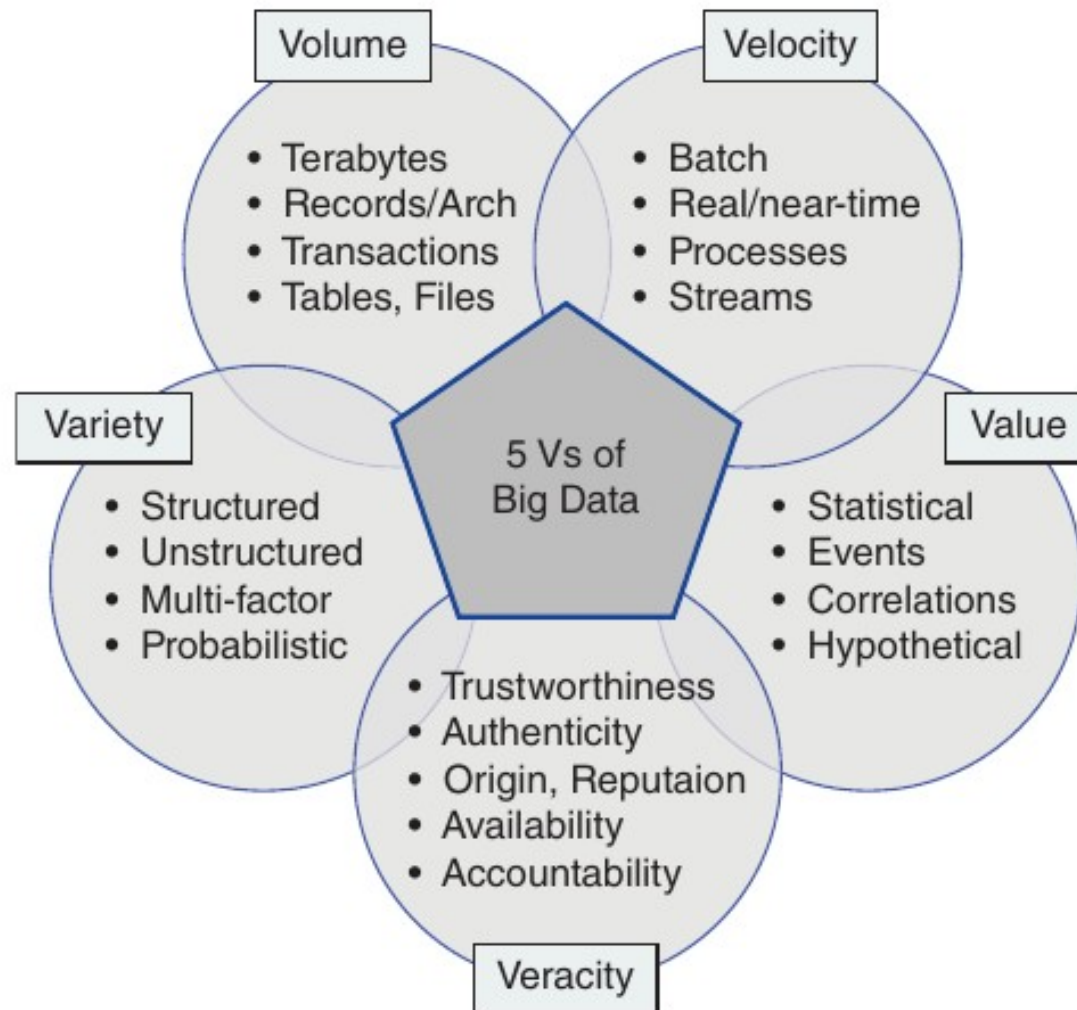 Volume
• Terabytes
• Records/Arch
• Transactions
• Tables, Files
Velocity
• Batch
• Real/near-time
• Processes
• Streams
Variety
• Structured
• Unstructured
• Multi-factor
• Probabilistic
5 Vs of
Big Data
Value
• Statistical
• Events
• Correlations
• Hypothetical
• Trustworthiness
• Authenticity
• Origin, Reputaion
• Availability
• Accountability
Veracity